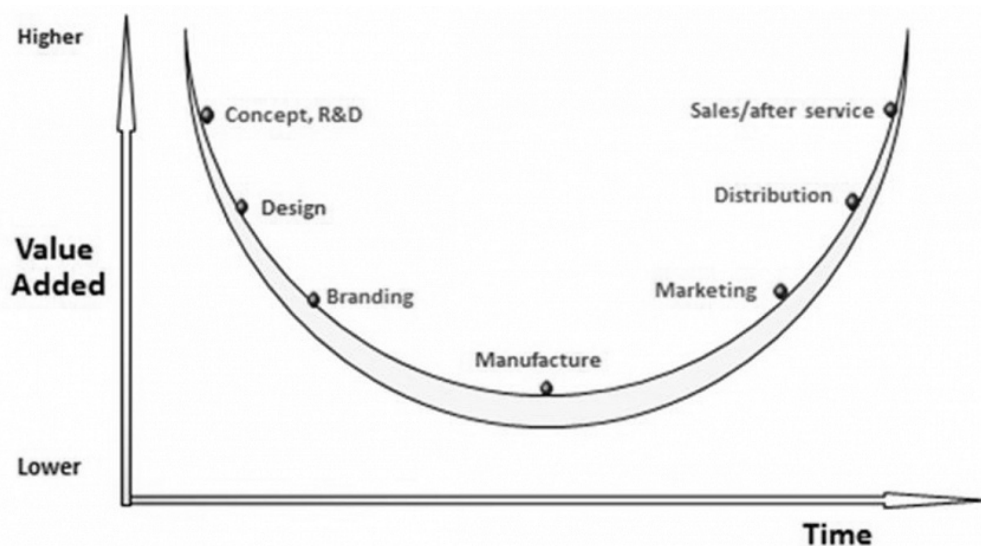 Higher
Concept, R&D
Sales/after service
Design
Distribution
Value
Added
Branding
Marketing
Manufacture
Lower
Time